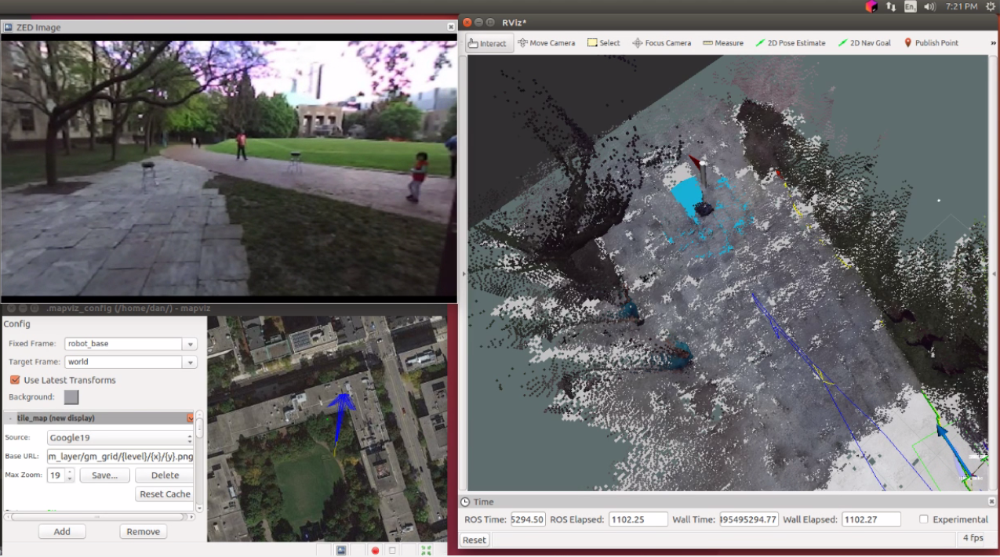 En
7:21 PM
ZED Image
RViz*
Interact Move Camera Select Focus Camera Measure 2D Pose Estimate 2D Nav Goal Publish Point »
.mapviz_config (/home/dan/) - mapviz
Config
Fixed Frame: robot_base
Target Frame: world
Use Latest Transforms
Background:
- tile_map (new display)
Source: Google19
Base URL: m_layer/gm_grid/{level}/{x}/{y}.png
Max Zoom: 19 Save... Delete
Reset Cache
Add Remove
Time
ROS Time: 5294.50 ROS Elapsed: 1102.25 Wall Time: 495495294.77 Wall Elapsed: 1102.27 Experimental
Reset
4 fps